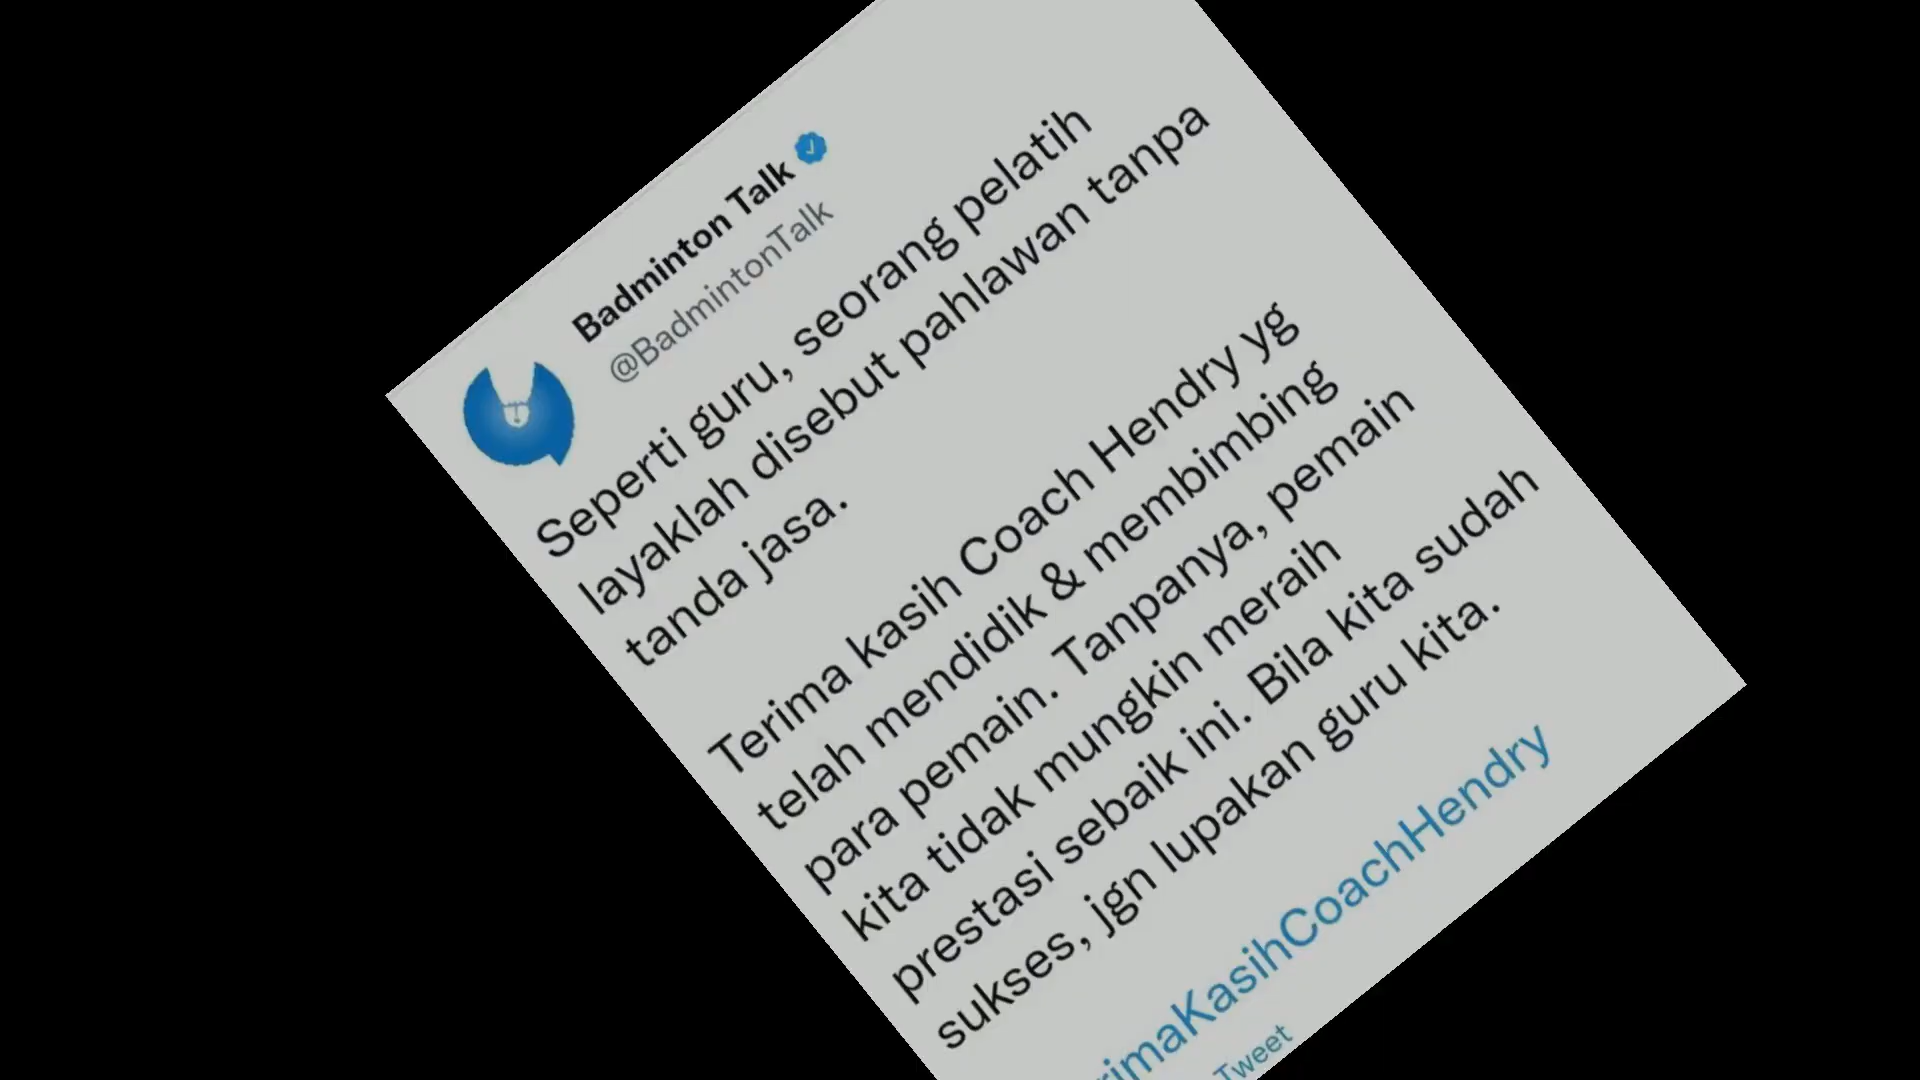 Badminton Talk
@BadmintonTalk
Seperti guru, seorang pelatih
layaklah disebut pahlawan tanpa
tanda jasa.
Terima kasih Coach Hendry yg
telah mendidik & membimbing
para pemain. Tanpanya, pemain
kita tidak mungkin meraih
prestasi sebaik ini. Bila kita sudah
sukses, jgn lupakan guru kita.
rimaKasihCoachHendry
Tweet